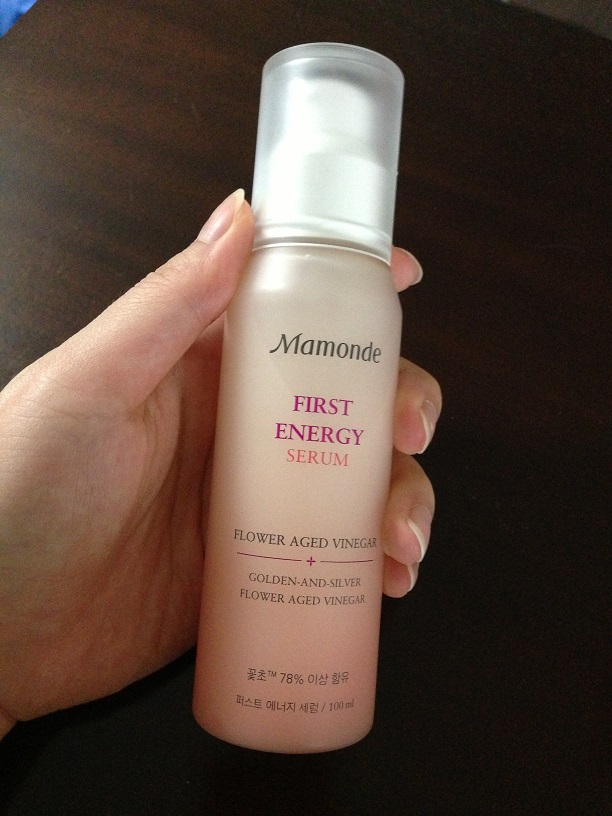 Mamonde
FIRST
ENERGY
SERUM
FLOWER AGED VINEGAR
GOLDEN-AND-SILVER
FLOWER AGED VINEGAR
꽃초™ 78% 이상 함유
퍼스트 에너지 세럼 / 100 ml